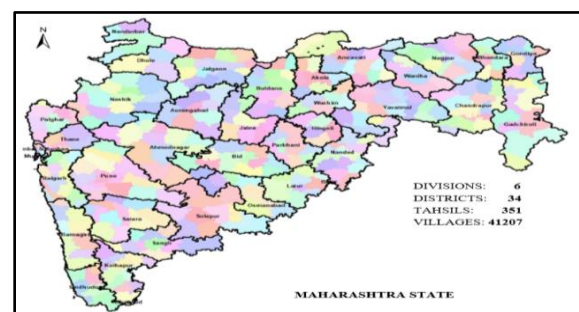 N
Nandurbar
Dhule
Jalgaon
Amravati
Nagpur
Bhandara
Gondiya
Akola
Wardha
Buldana
Nashik
Washim
Yavatmal
Chandrapur
Aurangabad
Gadchiroli
Palghar
Jalna
Hingoli
Thane
Parbhani
Ahmednagar
Nanded
Bid
Raigarh
Pune
Latur
Osmanabad
Satara
Solapur
Sangli
Kolhapur
DIVISIONS: 6
DISTRICTS: 34
TAHSILS: 351
VILLAGES: 41207
MAHARASHTRA STATE